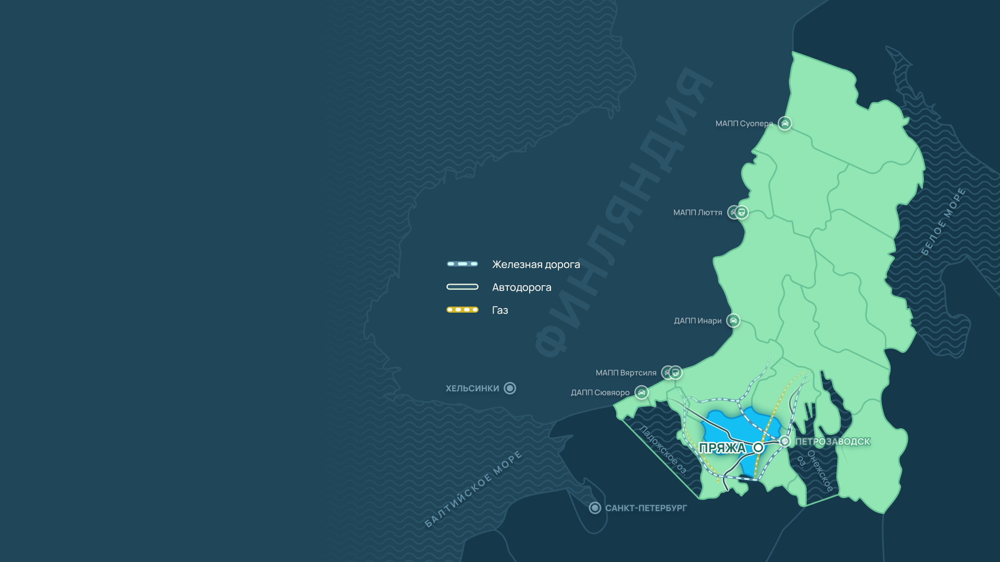 ФИНЛЯНДИЯ
МАПП Суоперя
МАПП Люття
БЕЛОЕ МОРЕ
Железная дорога
Автодорога
Газ
ДАПП Инари
МАПП Вяртсиля
ХЕЛЬСИНКИ
ДАПП Сювяоро
Ладожское оз.
ПРЯЖА
ПЕТРОЗАВОДСК
Онежское
оз.
БАЛТИЙСКОЕ МОРЕ
САНКТ-ПЕТЕРБУРГ